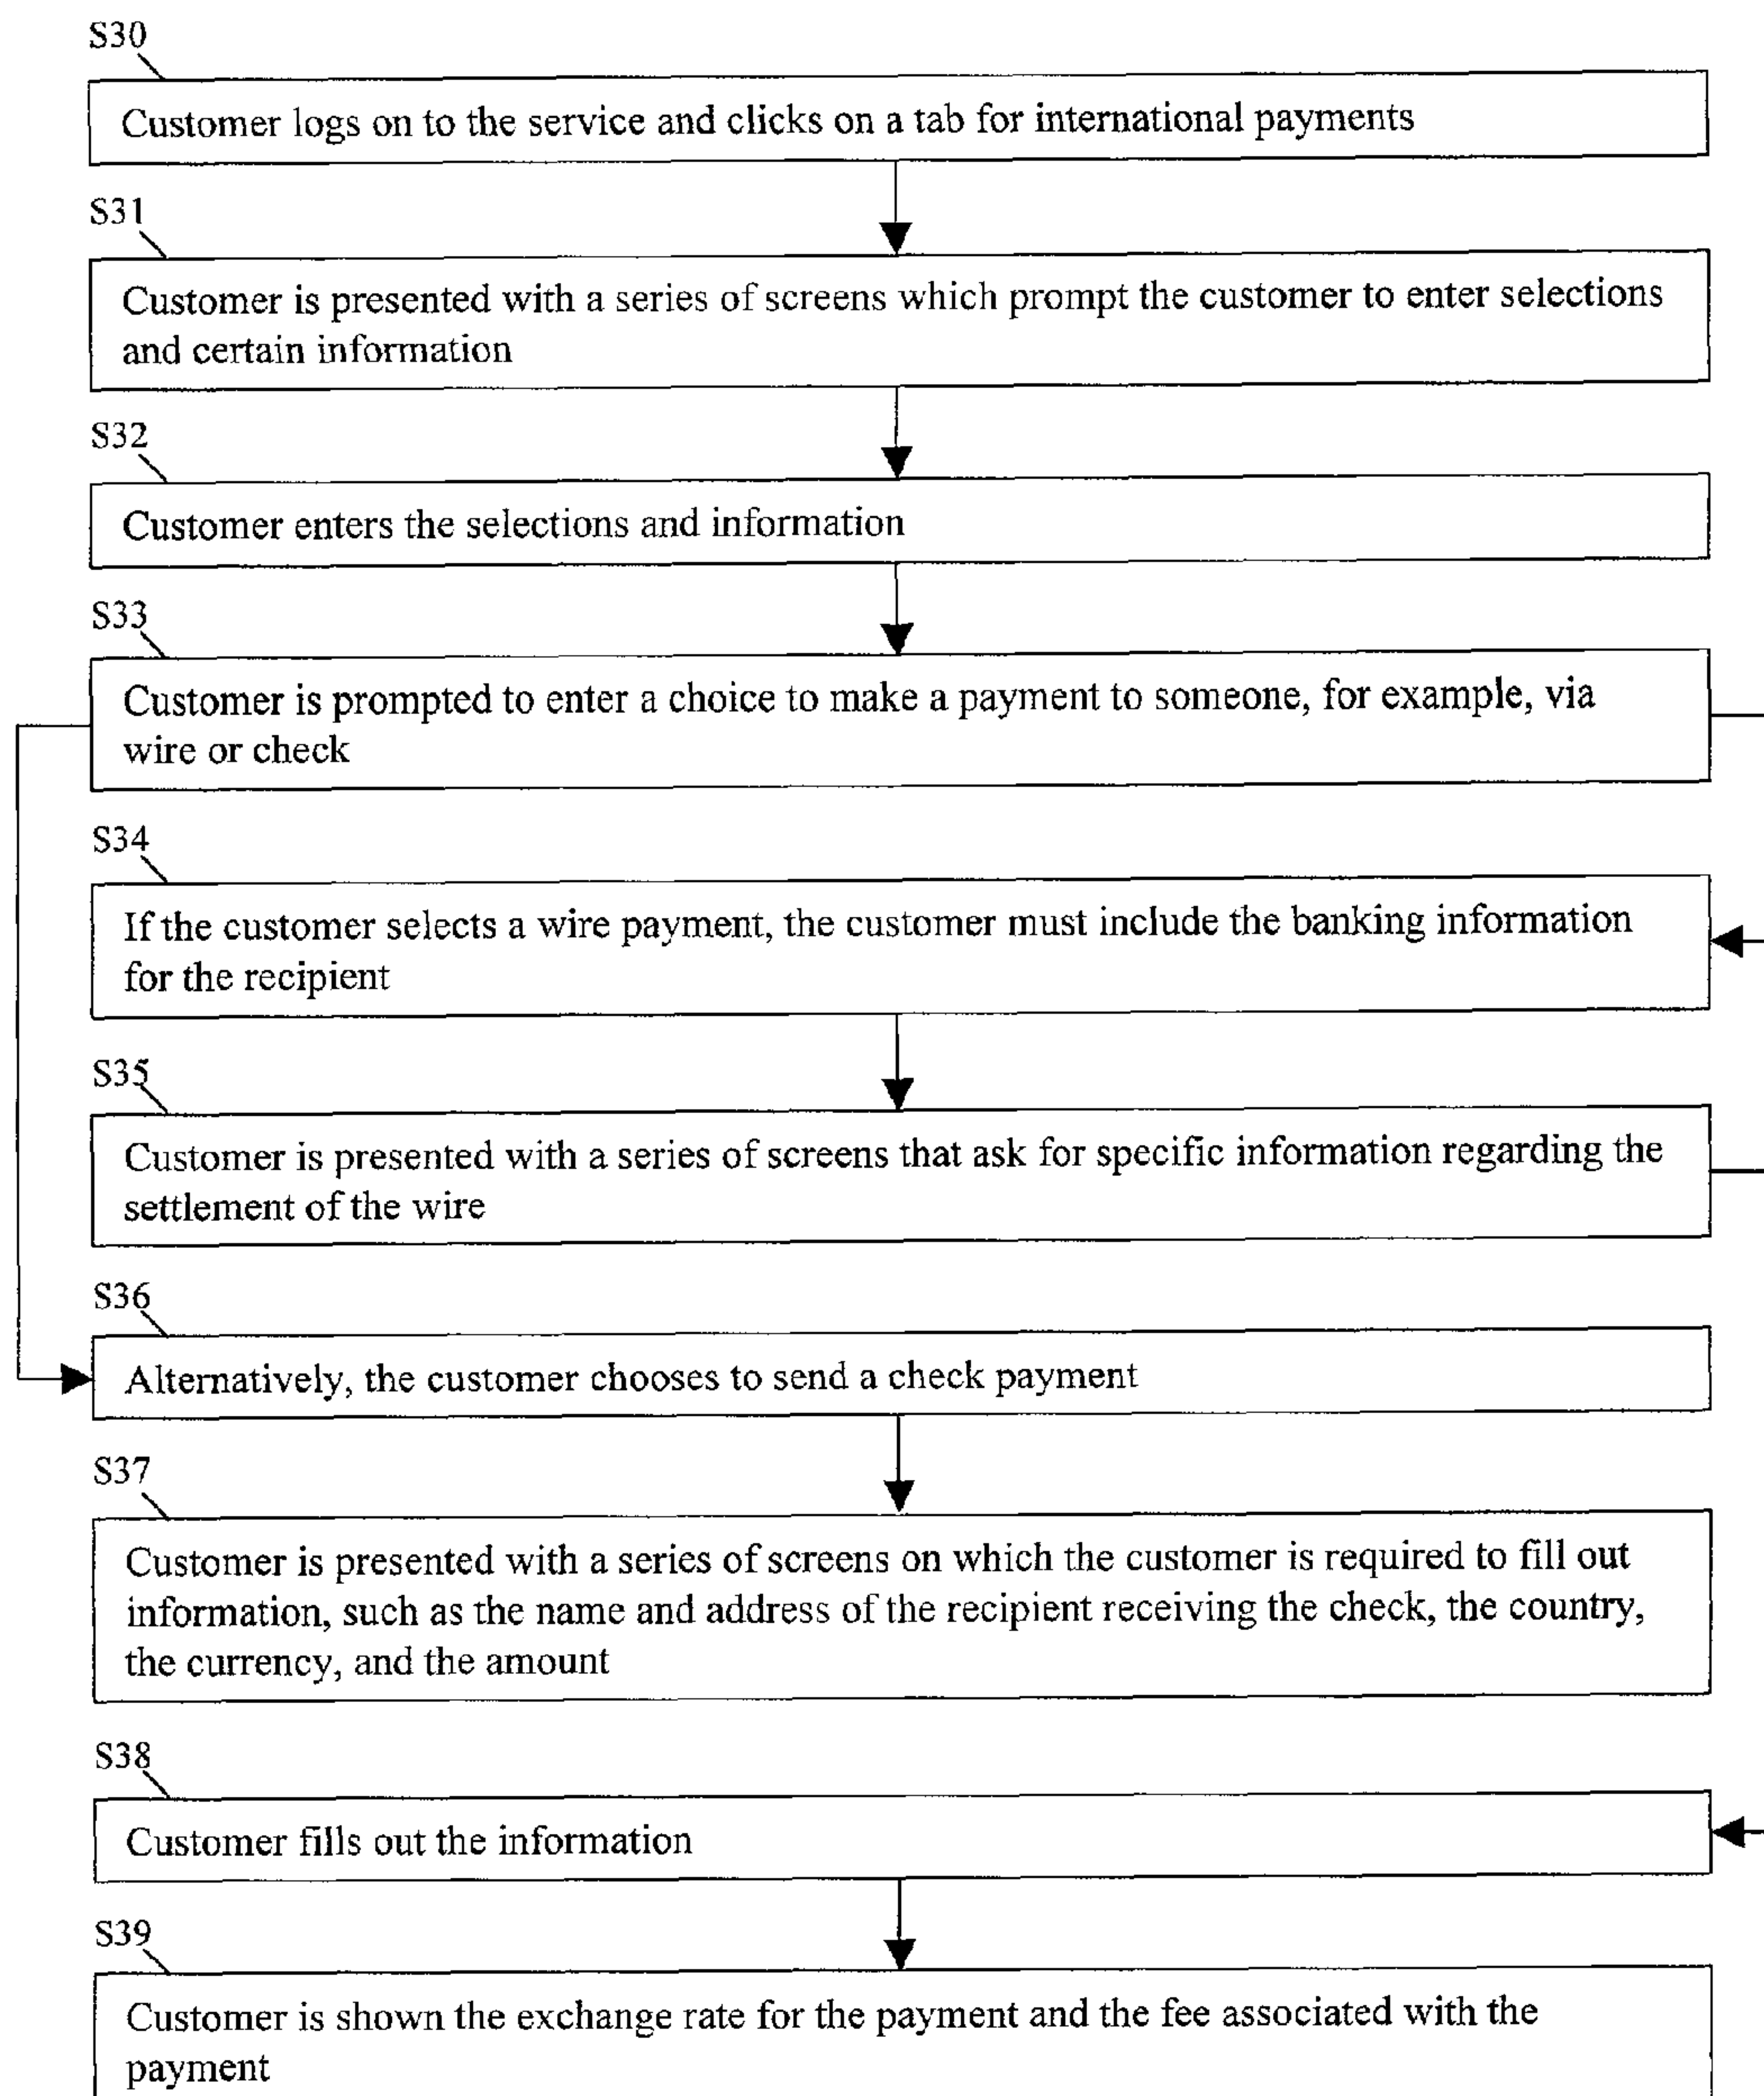 S30
Customer logs on to the service and clicks on a tab for international payments
S31
Customer is presented with a series of screens which prompt the customer to enter selections
and certain information
S32
Customer enters the selections and information
S33
Customer is prompted to enter a choice to make a payment to someone, for example, via
wire or check
S34
If the customer selects a wire payment, the customer must include the banking information
for the recipient
S35
Customer is presented with a series of screens that ask for specific information regarding the
settlement of the wire
S36
Alternatively, the customer chooses to send a check payment
S37
Customer is presented with a series of screens on which the customer is required to fill out
information, such as the name and address of the recipient receiving the check, the country,
the currency, and the amount
S38
Customer fills out the information
S39
Customer is shown the exchange rate for the payment and the fee associated with the
payment